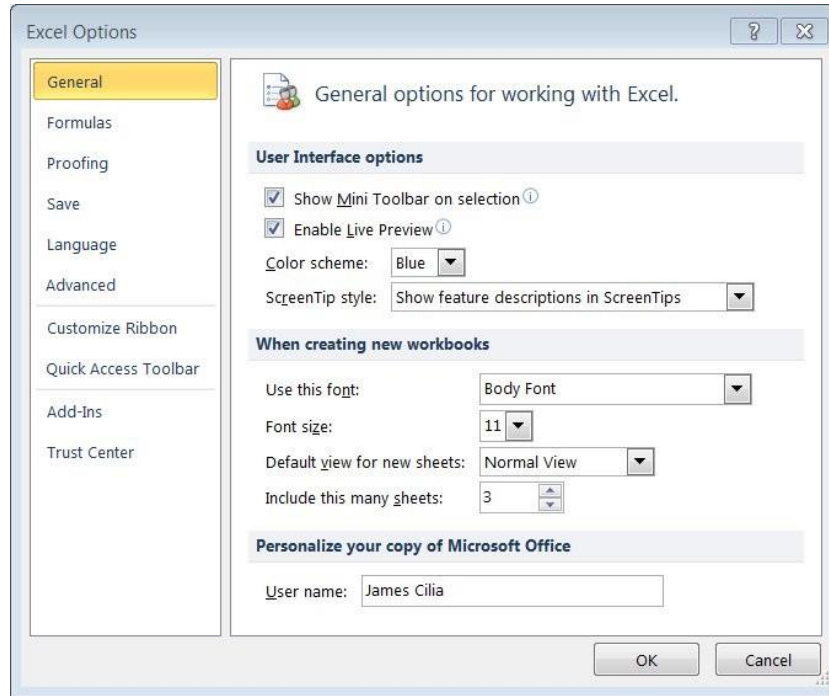 Excel Options
General
Formulas
Proofing
Save
Language
Advanced
Customize Ribbon
Quick Access Toolbar
Add-Ins
Trust Center
General options for working with Excel.
User Interface options
Show Mini Toolbar on selection
Enable Live Preview
Color scheme: Blue
ScreenTip style: Show feature descriptions in ScreenTips
When creating new workbooks
Use this font: Body Font
Font size: 11
Default view for new sheets: Normal View
Include this many sheets: 3
Personalize your copy of Microsoft Office
User name: James Cilia
OK Cancel